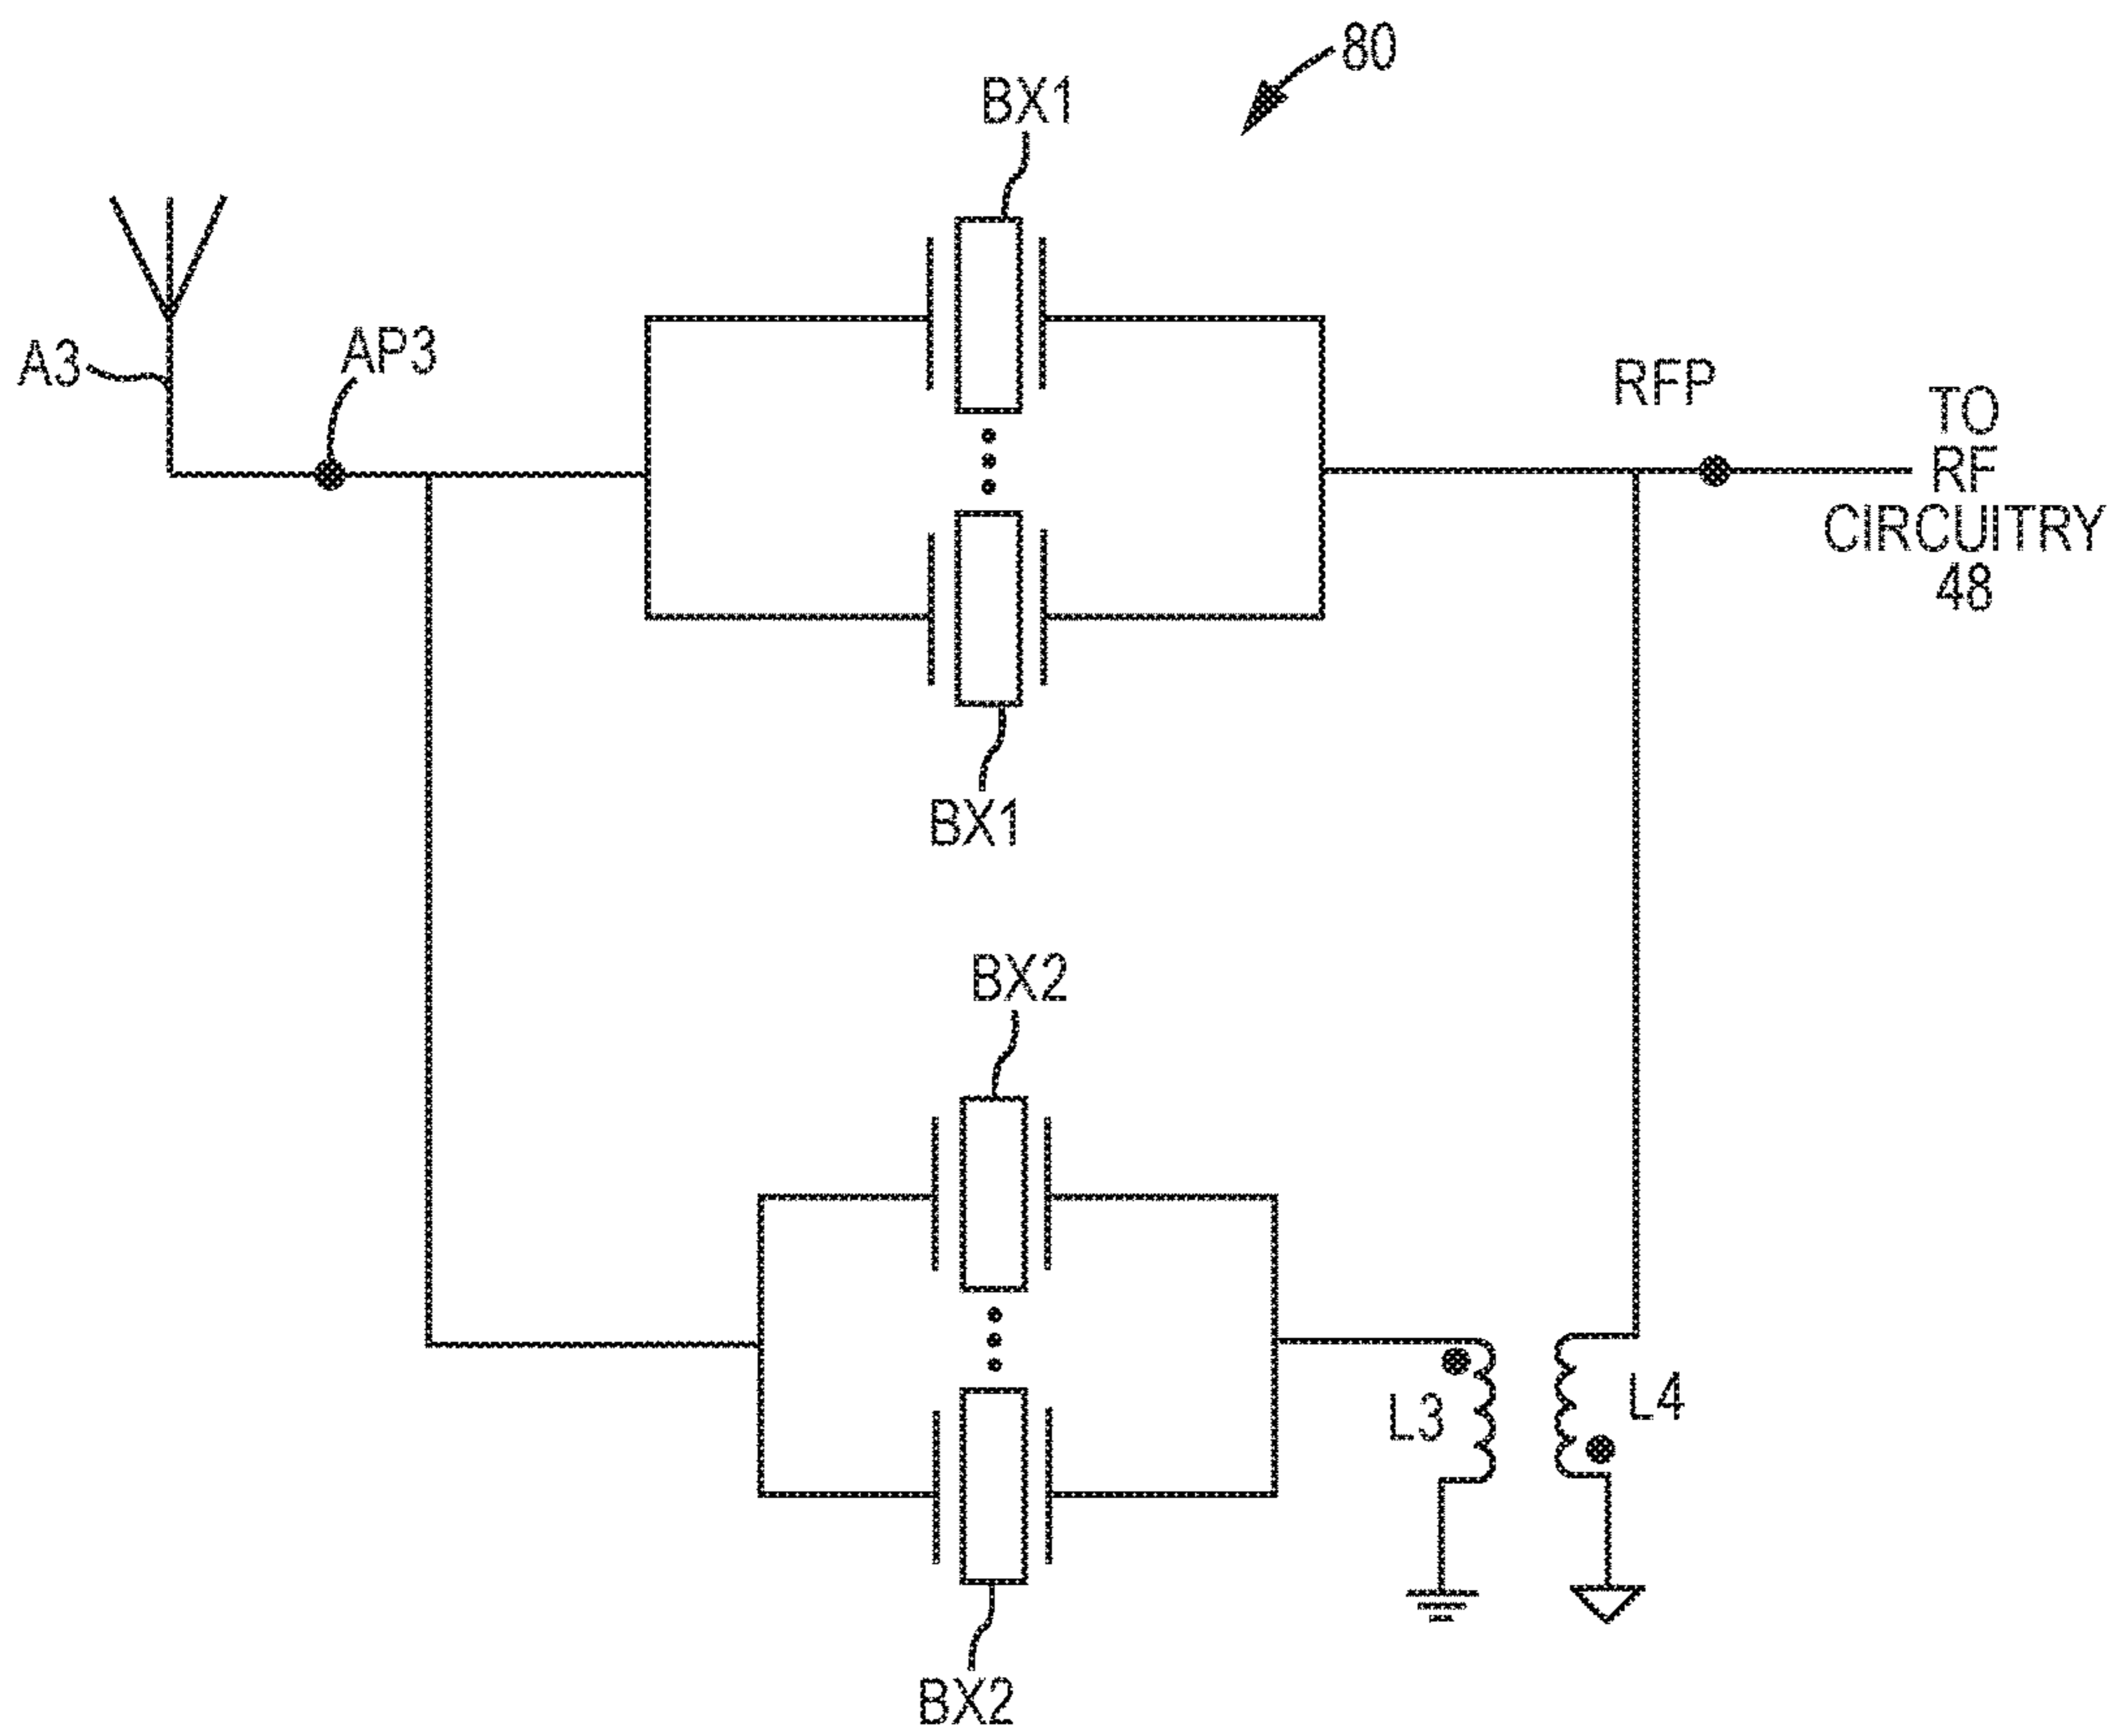 80
BX1
A3
AP3
RFP
TO
RF
CIRCUITRY
48
BX1
BX2
L3
L4
BX2